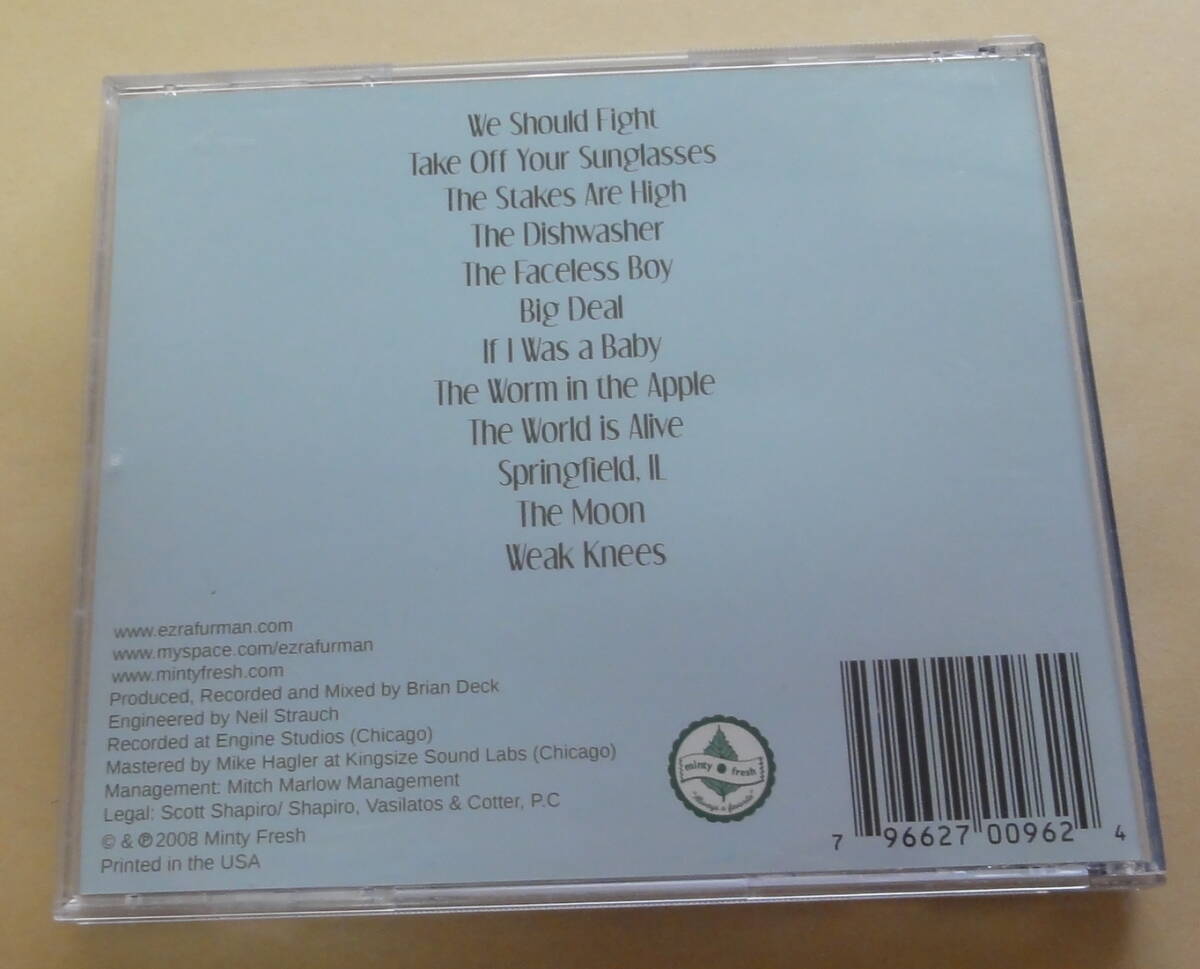 We Should Fight
Take Off Your Sunglasses
The Stakes Are High
The Dishwasher
The Faceless Boy
Big Deal
If I Was a Baby
The Worm in the Apple
The World is Alive
Springfield, IL
The Moon
Weak Knees
www.ezrafurman.com
www.myspace.com/ezrafurman
www.mintyfresh.com
Produced, Recorded and Mixed by Brian Deck
Engineered by Neil Strauch
Recorded at Engine Studios (Chicago)
Mastered by Mike Hagler at Kingsize Sound Labs (Chicago)
Management: Mitch Marlow Management
Legal: Scott Shapiro/ Shapiro, Vasilatos & Cotter, P.C
© & ℗ 2008 Minty Fresh
Printed in the USA
minty fresh
"Always a favorite"
7 96627 00962 4